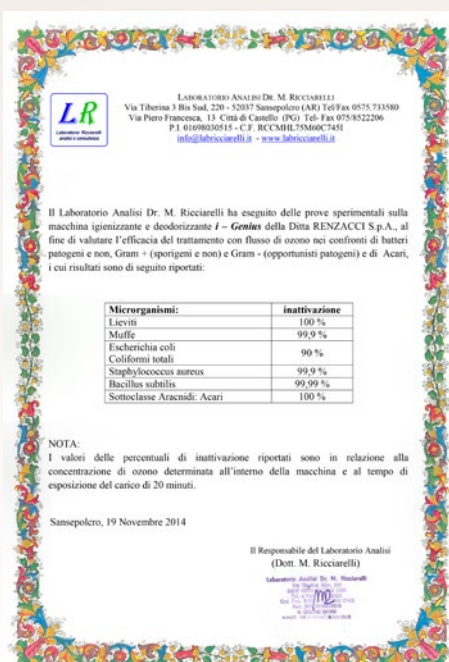 LR
Laboratorio Ricciarelli
analisi e consulenza
LABORATORIO ANALISI DR. M. RICCIARELLI
Via Tiberina 3 Bis Sud, 220 - 52037 Sansepolcro (AR) Tel/Fax 0575.733580
Via Piero Francesca, 13 Città di Castello (PG) Tel- Fax 075/8522206
P.I. 01698030515 - C.F. RCCMHL75M60C745I
info@labricciarelli.it - www.labricciarelli.it
Il Laboratorio Analisi Dr. M. Ricciarelli ha eseguito delle prove sperimentali sulla
macchina igienizzante e deodorizzante i – Genius della Ditta RENZACCI S.p.A., al
fine di valutare l'efficacia del trattamento con flusso di ozono nei confronti di batteri
patogeni e non, Gram + (sporigeni e non) e Gram - (opportunisti patogeni) e di Acari,
i cui risultati sono di seguito riportati:
Microrganismi: inattivazione
Lieviti 100 %
Muffe 99,9 %
Escherichia coli
Coliformi totali 90 %
Staphylococcus aureus 99,9 %
Bacillus subtilis 99,99 %
Sottoclasse Aracnidi: Acari 100 %
NOTA:
I valori delle percentuali di inattivazione riportati sono in relazione alla
concentrazione di ozono determinata all'interno della macchina e al tempo di
esposizione del carico di 20 minuti.
Sansepolcro, 19 Novembre 2014
Il Responsabile del Laboratorio Analisi
(Dott. M. Ricciarelli)
Laboratorio Analisi Dr. M. Ricciarelli